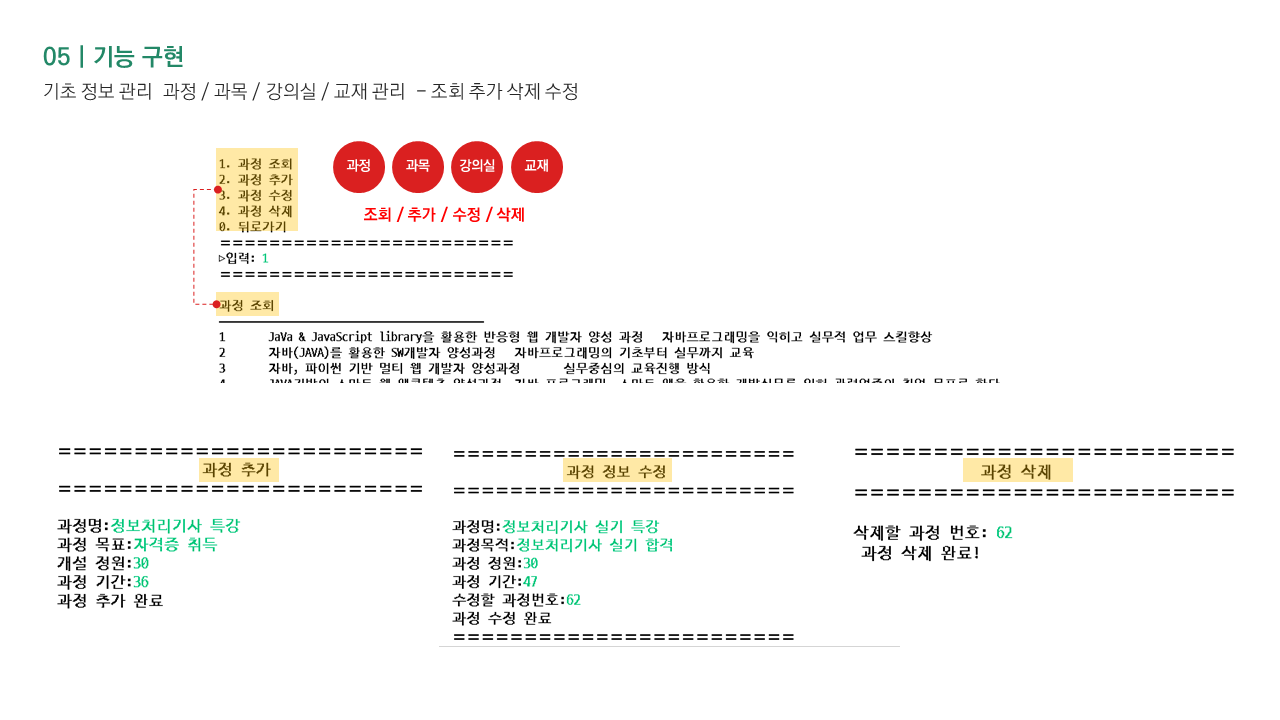 05 | 기능 구현
기초 정보 관리 과정 / 과목 / 강의실 / 교재 관리 - 조회 추가 삭제 수정
1. 과정 조회
2. 과정 추가
3. 과정 수정
4. 과정 삭제
0. 뒤로가기
과정 과목 강의실 교재
조회 / 추가 / 수정 / 삭제
========================
▷입력: 1
========================
과정 조회
1 JaVa & JavaScript library을 활용한 반응형 웹 개발자 양성 과정 자바프로그래밍을 익히고 실무적 업무 스킬향상
2 자바(JAVA)를 활용한 SW개발자 양성과정 자바프로그래밍의 기초부터 실무까지 교육
3 자바, 파이썬 기반 멀티 웹 개발자 양성과정 실무중심의 교육진행 방식
========================
과정 추가
========================
과정명:정보처리기사 특강
과정 목표:자격증 취득
개설 정원:30
과정 기간:36
과정 추가 완료
========================
과정 정보 수정
========================
과정명:정보처리기사 실기 특강
과정목적:정보처리기사 실기 합격
과정 정원:30
과정 기간:47
수정할 과정번호:62
과정 수정 완료
========================
========================
과정 삭제
========================
삭제할 과정 번호: 62
과정 삭제 완료!